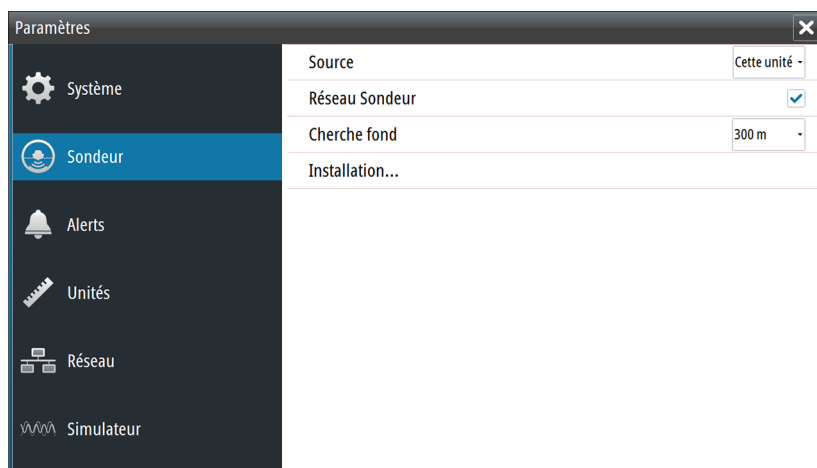 Paramètres
Système
Sondeur
Alerts
Unités
Réseau
Simulateur
Source
Cette unité
Réseau Sondeur
Cherche fond
300 m
Installation...